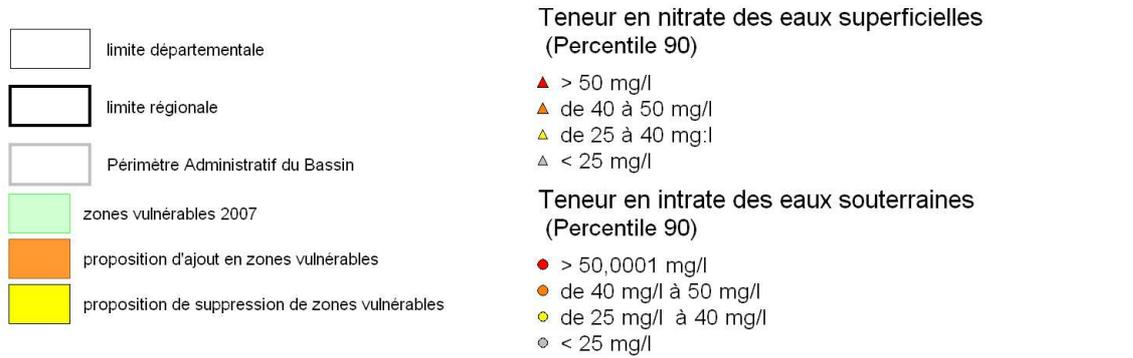 limite départementale
limite régionale
Périmètre Administratif du Bassin
zones vulnérables 2007
proposition d'ajout en zones vulnérables
proposition de suppression de zones vulnérables
Teneur en nitrate des eaux superficielles
(Percentile 90)
> 50 mg/l
de 40 à 50 mg/l
de 25 à 40 mg:l
< 25 mg/l
Teneur en intrate des eaux souterraines
(Percentile 90)
> 50,0001 mg/l
de 40 mg/l à 50 mg/l
de 25 mg/l à 40 mg/l
< 25 mg/l